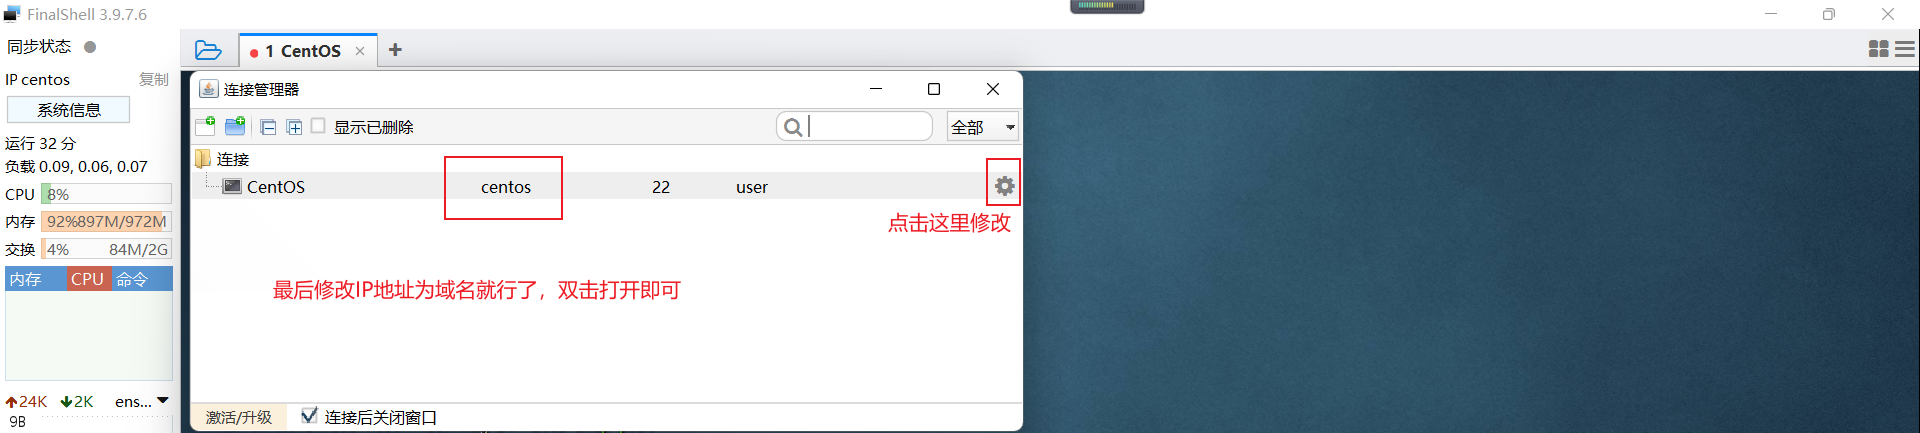 FinalShell 3.9.7.6
同步状态
1 CentOS
IP centos
复制
系统信息
运行 32 分
负载 0.09, 0.06, 0.07
CPU 8%
内存 92%897M/972M
交换 4% 84M/2G
内存 CPU 命令
24K 2K ens...
9B
连接管理器
显示已删除
全部
连接
CentOS centos 22 user
点击这里修改
最后修改IP地址为域名就行了，双击打开即可
激活/升级
连接后关闭窗口